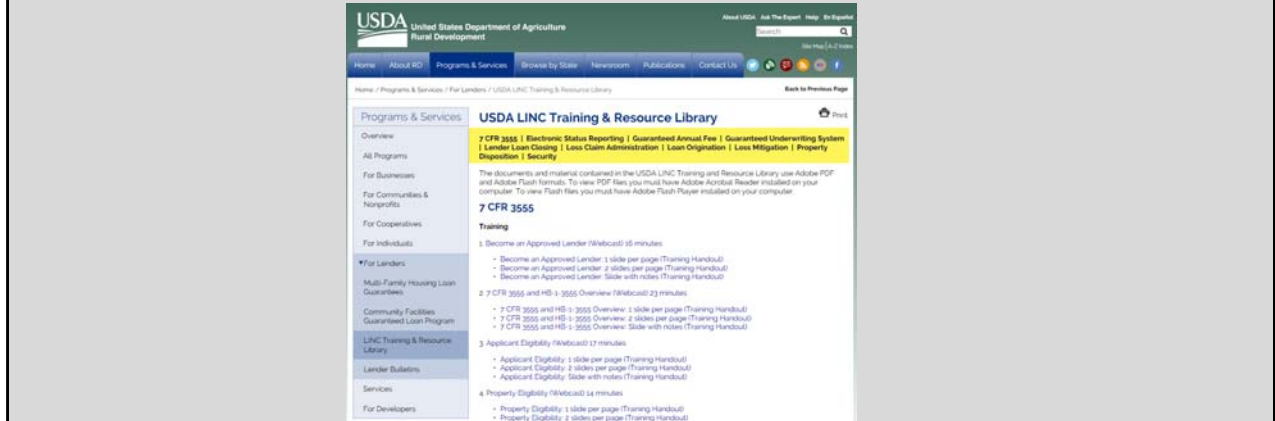 USDA United States Department of Agriculture
Rural Development
About USDA Ask The Expert Help En Español
Search
Site Map | A-Z Index
Home About RD Programs & Services Browse by State Newsroom Publications Contact Us
Home / Programs & Services / For Lenders / USDA LINC Training & Resource Library
Back to Previous Page
Programs & Services
Overview
All Programs
For Businesses
For Communities &
Nonprofits
For Cooperatives
For Individuals
▾For Lenders
Multi-Family Housing Loan
Guarantees
Community Facilities
Guaranteed Loan Program
LINC Training & Resource
Library
Lender Bulletins
Services
For Developers
USDA LINC Training & Resource Library
Print
7 CFR 3555 | Electronic Status Reporting | Guaranteed Annual Fee | Guaranteed Underwriting System
| Lender Loan Closing | Loss Claim Administration | Loan Origination | Loss Mitigation | Property
Disposition | Security
The documents and material contained in the USDA LINC Training and Resource Library use Adobe PDF
and Adobe Flash formats. To view PDF files you must have Adobe Acrobat Reader installed on your
computer. To view Flash files you must have Adobe Flash Player installed on your computer.
7 CFR 3555
Training
1. Become an Approved Lender (Webcast) 16 minutes
• Become an Approved Lender: 1 slide per page (Training Handout)
• Become an Approved Lender: 2 slides per page (Training Handout)
• Become an Approved Lender: Slide with notes (Training Handout)
2. 7 CFR 3555 and HB-1-3555 Overview (Webcast) 23 minutes
• 7 CFR 3555 and HB-1-3555 Overview: 1 slide per page (Training Handout)
• 7 CFR 3555 and HB-1-3555 Overview: 2 slides per page (Training Handout)
• 7 CFR 3555 and HB-1-3555 Overview: Slide with notes (Training Handout)
3. Applicant Eligibility (Webcast) 17 minutes
• Applicant Eligibility: 1 slide per page (Training Handout)
• Applicant Eligibility: 2 slides per page (Training Handout)
• Applicant Eligibility: Slide with notes (Training Handout)
4. Property Eligibility (Webcast) 14 minutes
• Property Eligibility: 1 slide per page (Training Handout)
• Property Eligibility: 2 slides per page (Training Handout)